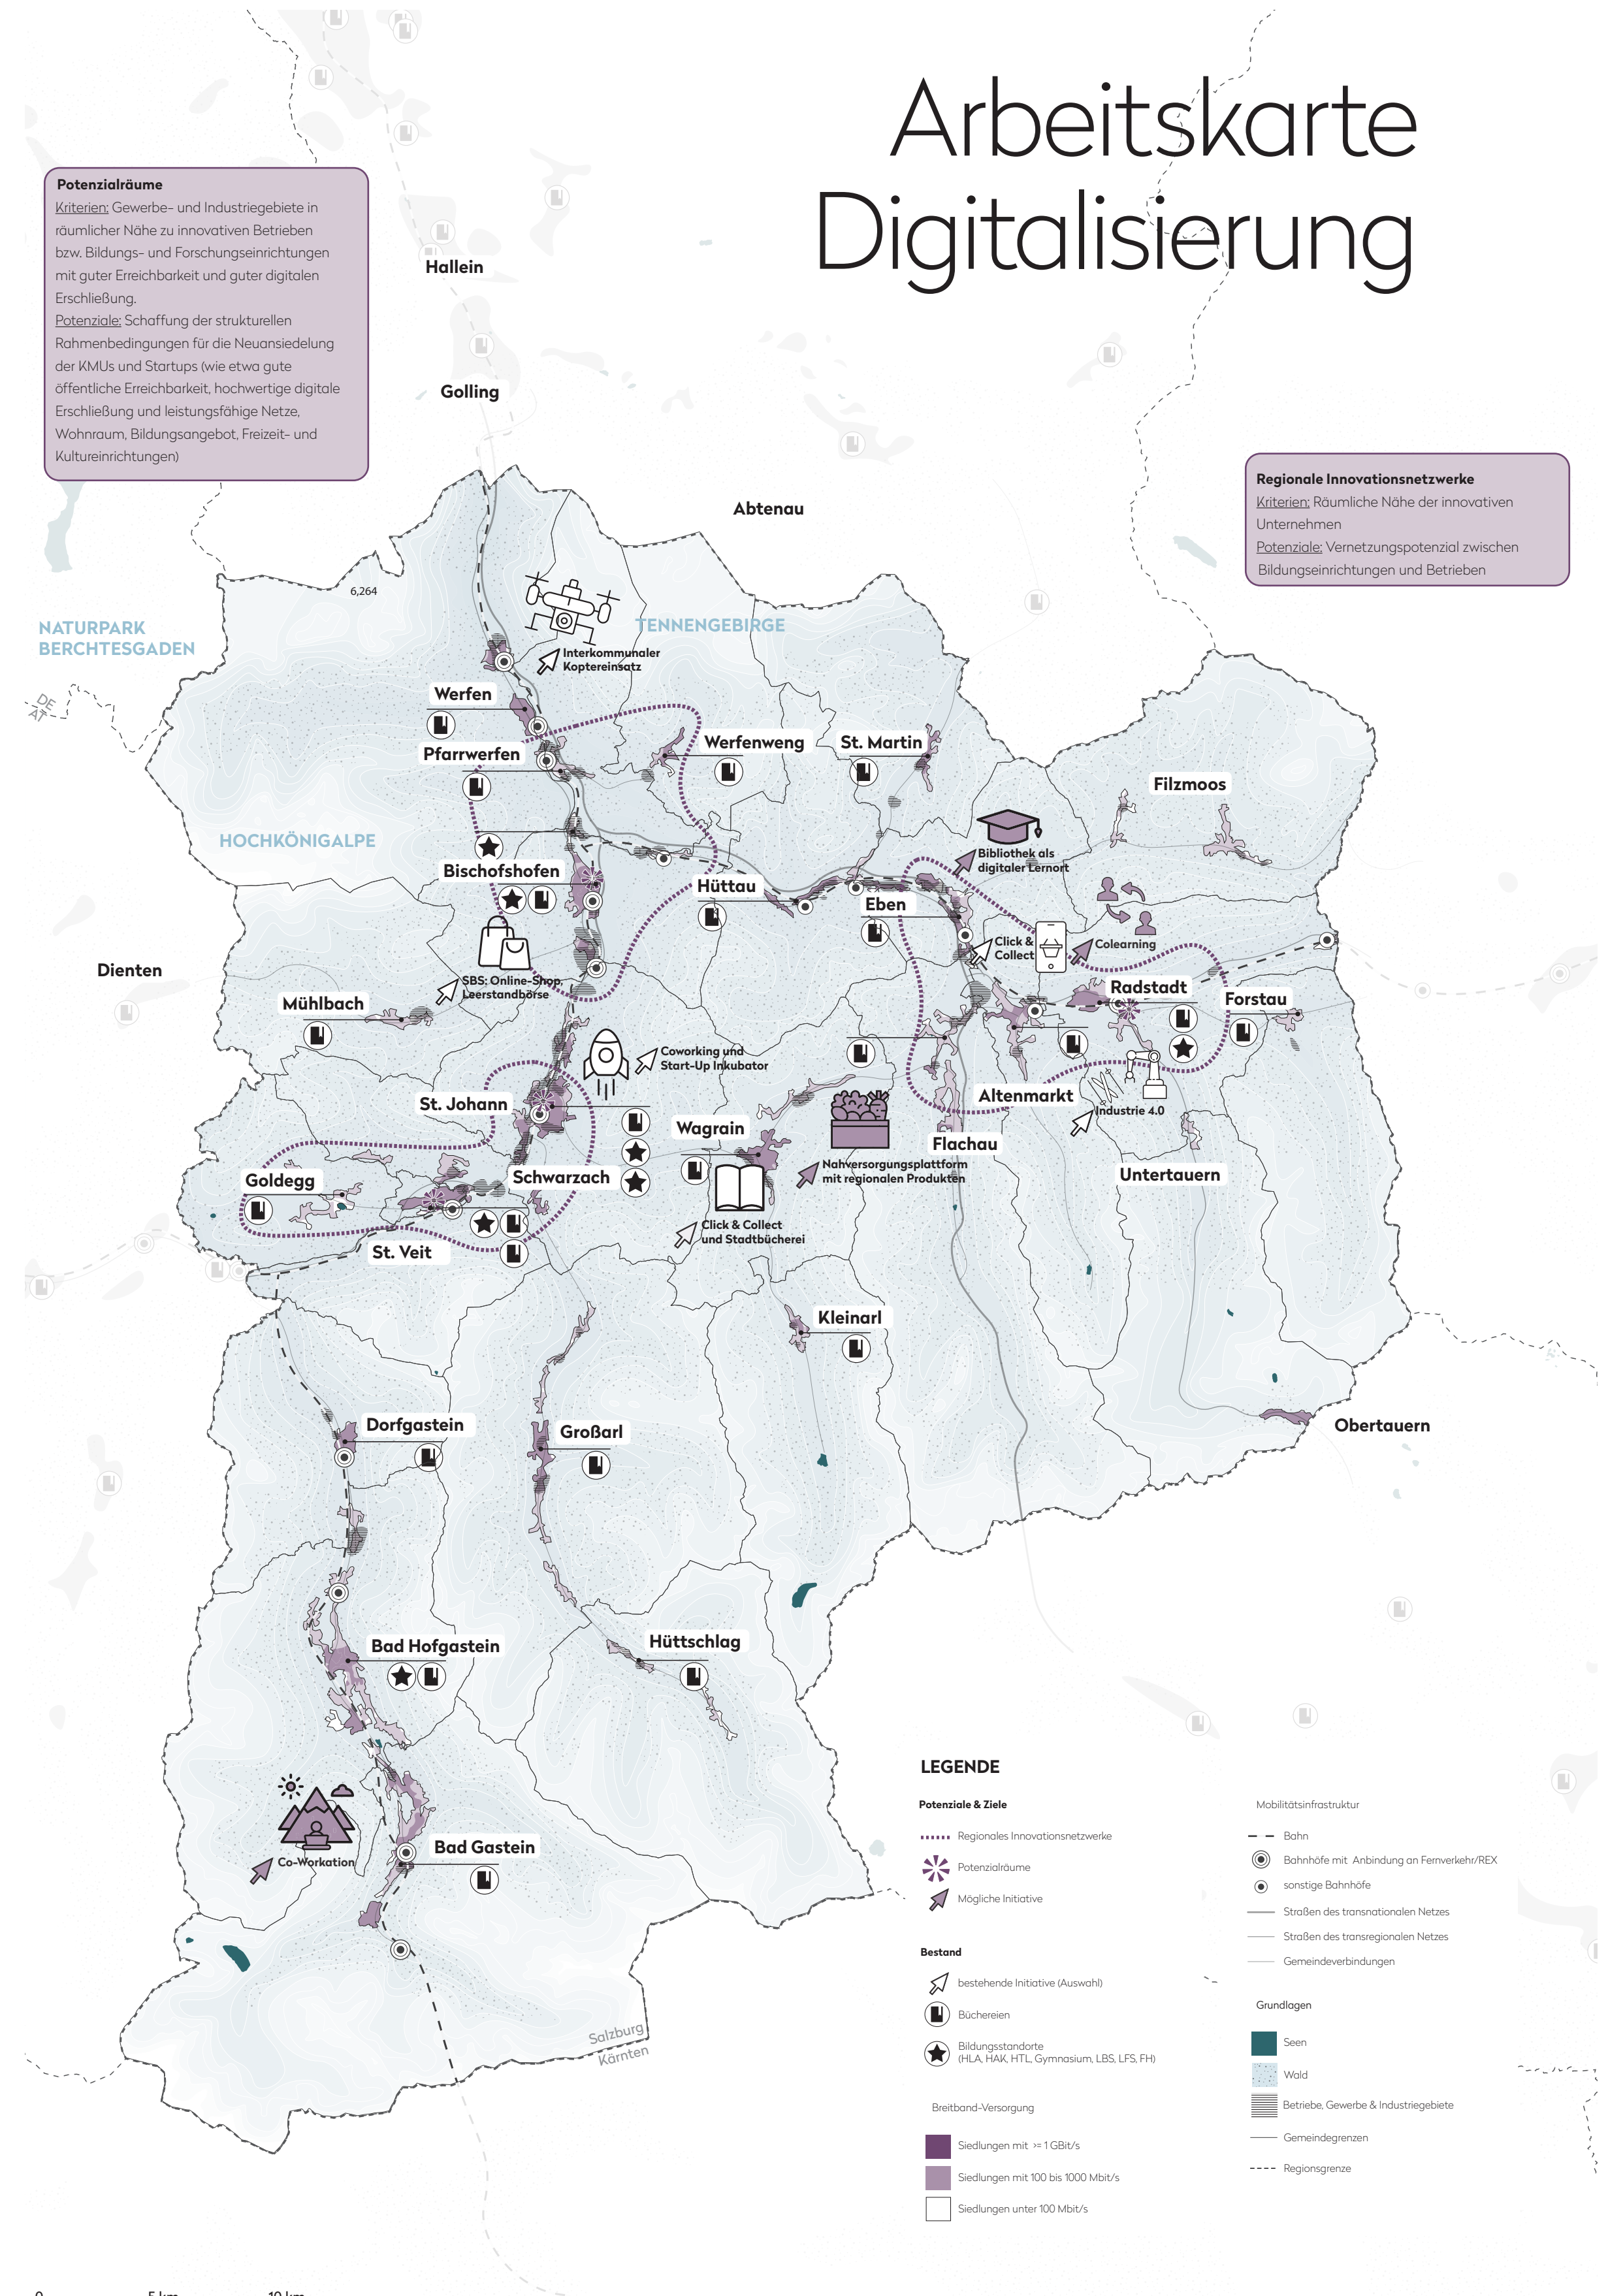 Arbeitskarte
Digitalisierung
Potenzialräume
Kriterien: Gewerbe- und Industriegebiete in
räumlicher Nähe zu innovativen Betrieben
bzw. Bildungs- und Forschungseinrichtungen
mit guter Erreichbarkeit und guter digitalen
Erschließung.
Potenziale: Schaffung der strukturellen
Rahmenbedingungen für die Neuansiedelung
der KMUs und Startups (wie etwa gute
öffentliche Erreichbarkeit, hochwertige digitale
Erschließung und leistungsfähige Netze,
Wohnraum, Bildungsangebot, Freizeit- und
Kultureinrichtungen)
Hallein
Golling
Abtenau
Regionale Innovationsnetzwerke
Kriterien: Räumliche Nähe der innovativen
Unternehmen
Potenziale: Vernetzungspotenzial zwischen
Bildungseinrichtungen und Betrieben
6,264
NATURPARK
BERCHTESGADEN
DE
AT
TENNENGEBIRGE
Interkommunaler
Koptereinsatz
Werfen
Pfarrwerfen
Werfenweng
St. Martin
Filzmoos
HOCHKÖNIGALPE
Bibliothek als
digitaler Lernort
Bischofshofen
Hüttau
Eben
Click &
Collect
Colearning
Dienten
SBS: Online-Shop,
Leerstandbörse
Mühlbach
Radstadt
Forstau
Coworking und
Start-Up Inkubator
St. Johann
Altenmarkt
Industrie 4.0
Wagrain
Flachau
Nahversorgungsplattform
mit regionalen Produkten
Untertauern
Goldegg
Schwarzach
Click & Collect
und Stadtbücherei
St. Veit
Kleinarl
Dorfgastein
Großarl
Obertauern
Bad Hofgastein
Hüttschlag
Co-Workation
Bad Gastein
Salzburg
Kärnten
LEGENDE
Potenziale & Ziele
Regionales Innovationsnetzwerke
Potenzialräume
Mögliche Initiative
Bestand
bestehende Initiative (Auswahl)
Büchereien
Bildungsstandorte
(HLA, HAK, HTL, Gymnasium, LBS, LFS, FH)
Breitband-Versorgung
Siedlungen mit >= 1 GBit/s
Siedlungen mit 100 bis 1000 Mbit/s
Siedlungen unter 100 Mbit/s
Mobilitätsinfrastruktur
Bahn
Bahnhöfe mit Anbindung an Fernverkehr/REX
sonstige Bahnhöfe
Straßen des transnationalen Netzes
Straßen des transregionalen Netzes
Gemeindeverbindungen
Grundlagen
Seen
Wald
Betriebe, Gewerbe & Industriegebiete
Gemeindegrenzen
Regionsgrenze
0 5 km 10 km